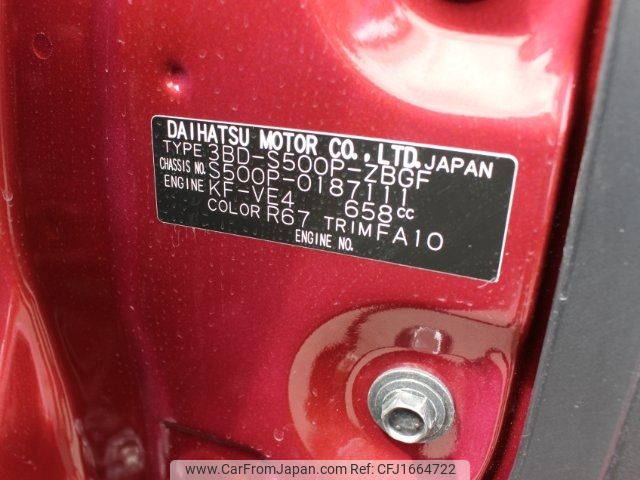 DAIHATSU MOTOR CO.,LTD. JAPAN
TYPE 3BD-S500P-ZBGF
CHASSIS NO. S500P-0187111
ENGINE KF-VE4 658cc
COLOR R67 TRIM FA10
ENGINE NO.
www.CarFromJapan.com | CarFromJapan | CFJ1664722